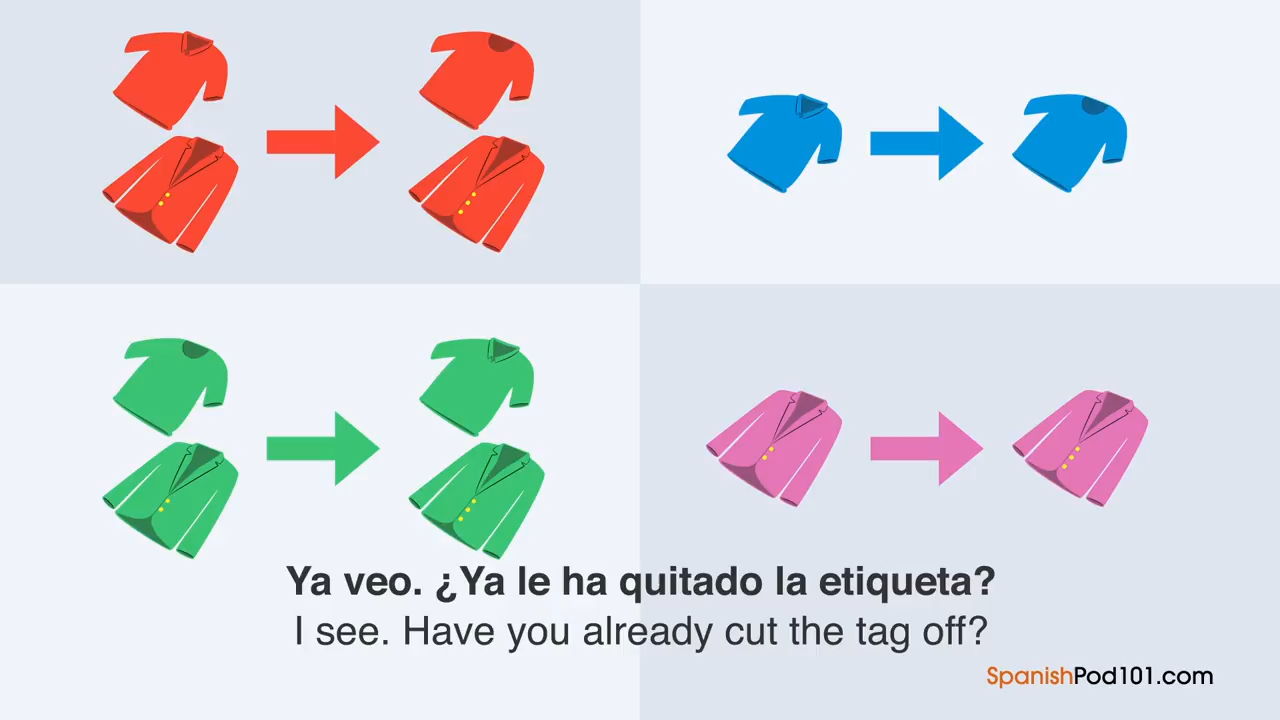 Ya veo. ¿Ya le ha quitado la etiqueta?
I see. Have you already cut the tag off?
SpanishPod101.com